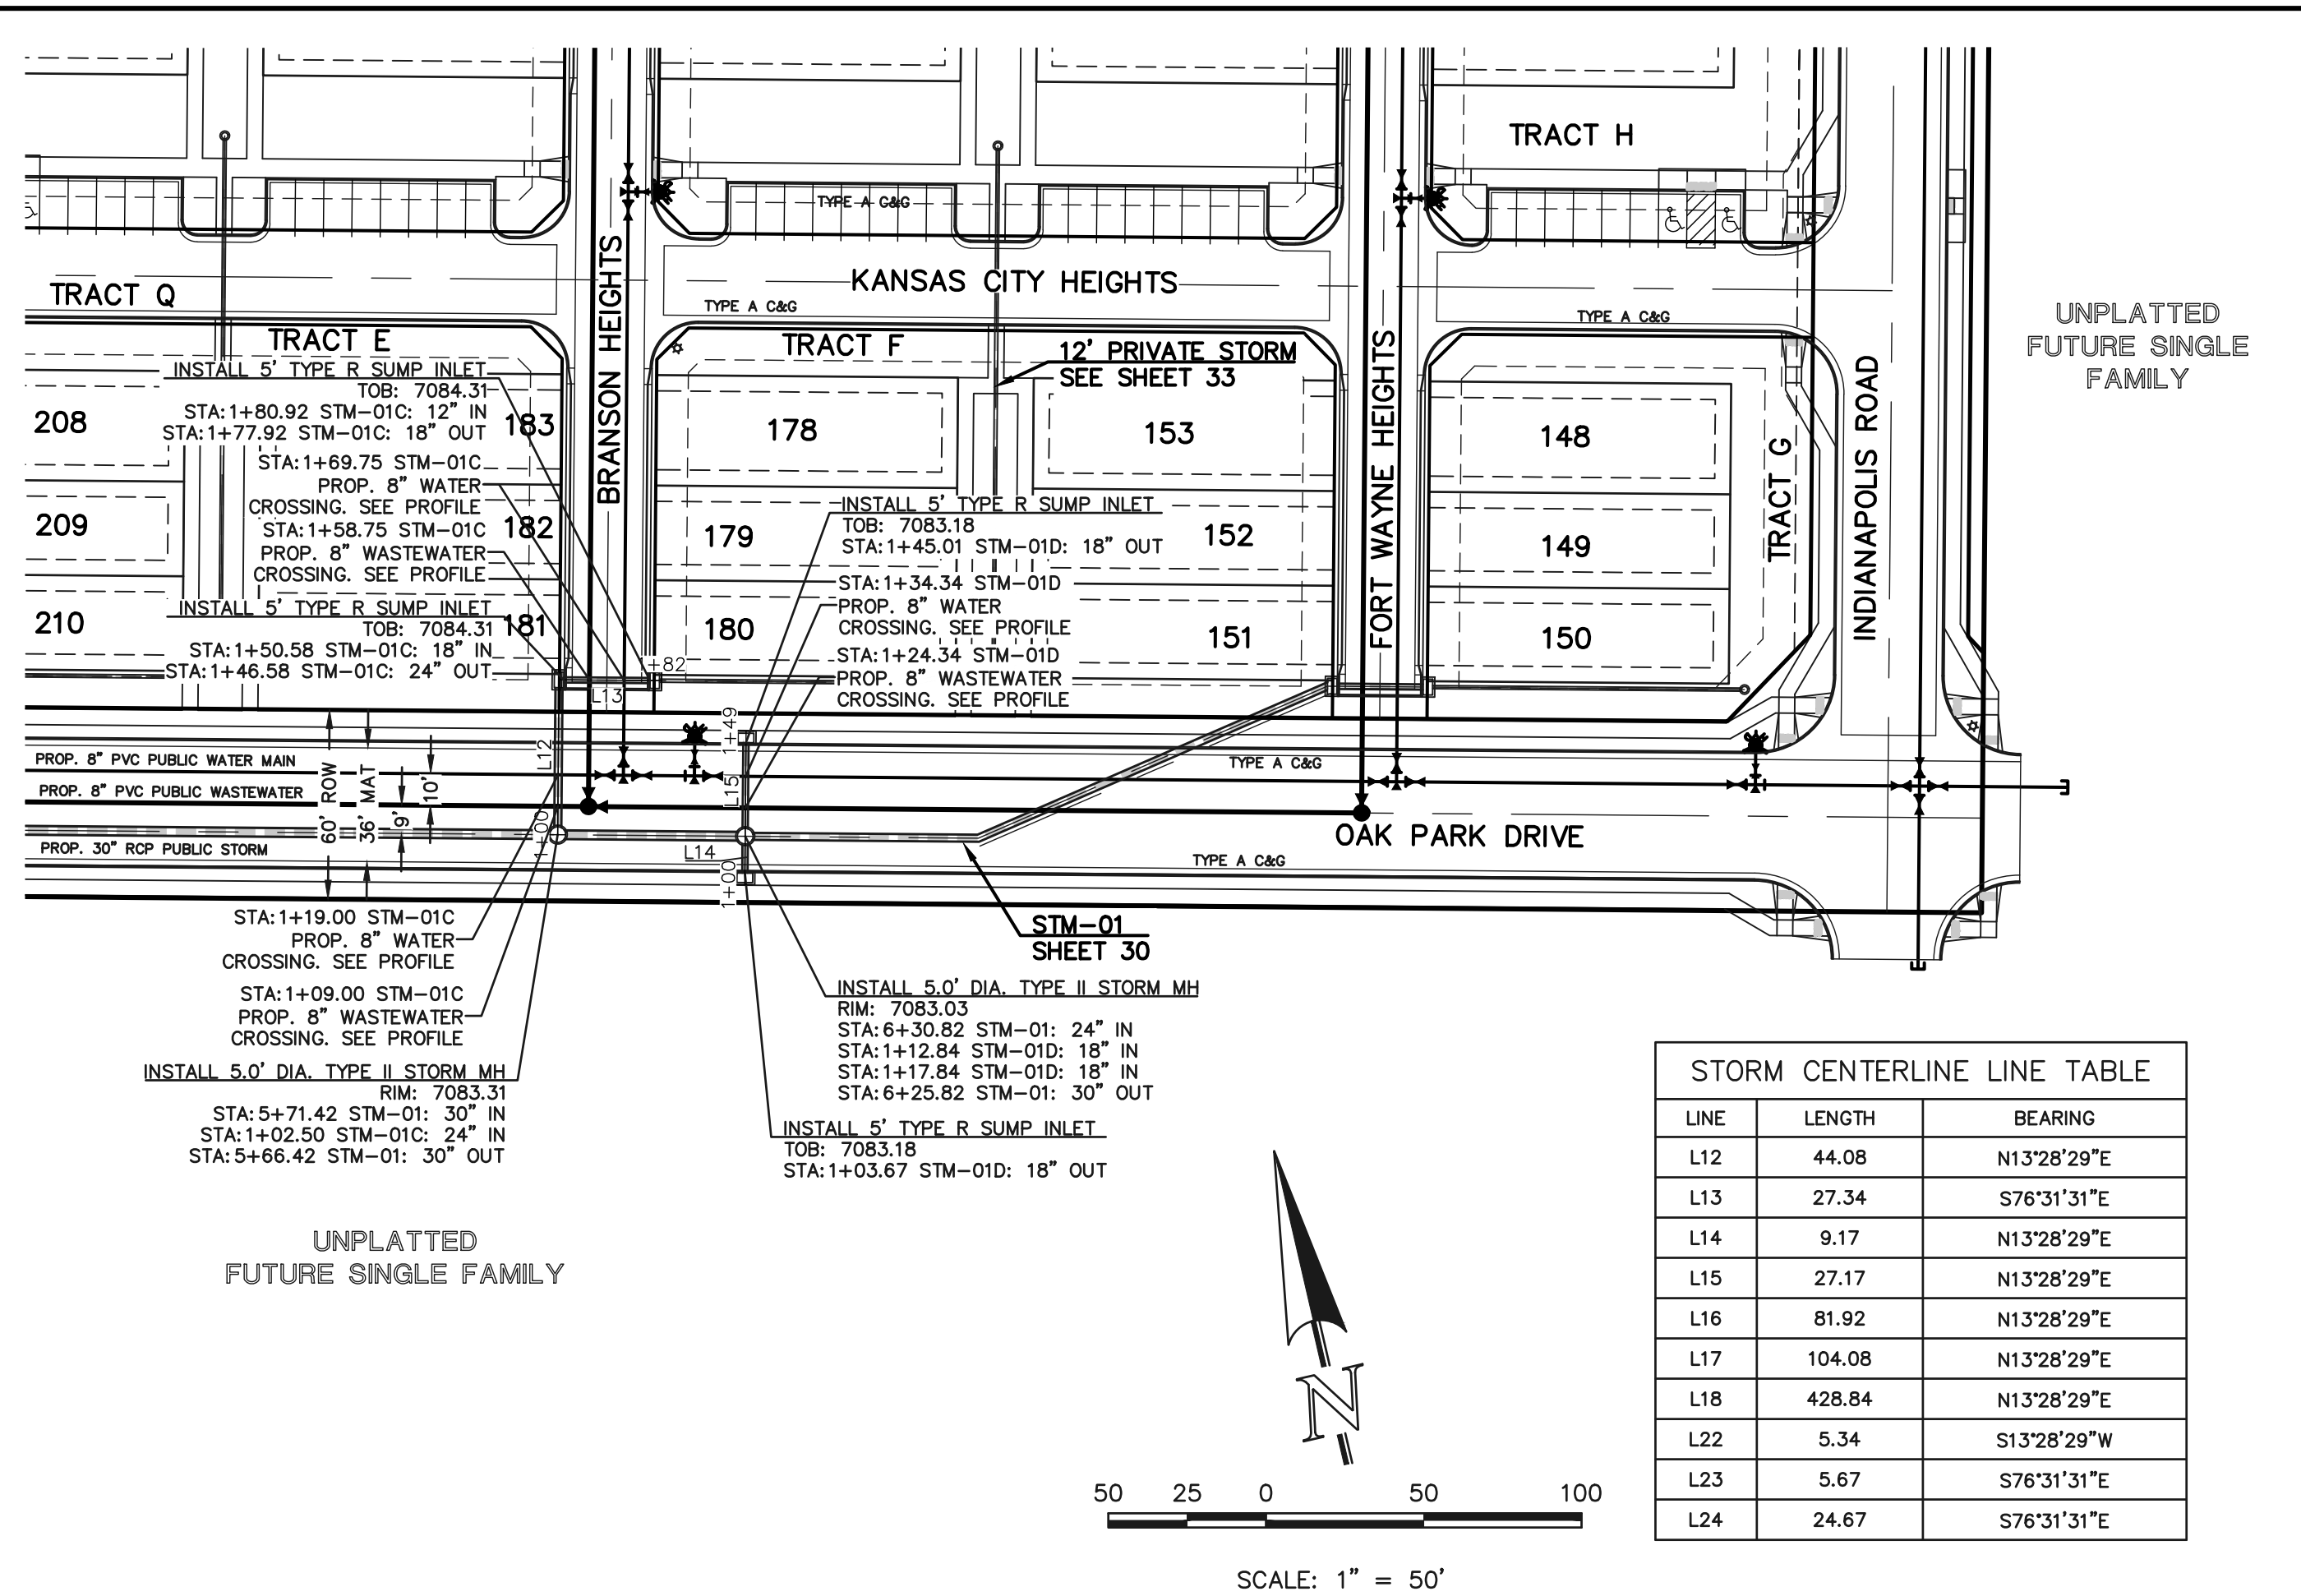 TRACT H
TYPE A C&G
BRANSON HEIGHTS
KANSAS CITY HEIGHTS
TRACT Q
TYPE A C&G
TYPE A C&G
UNPLATTED
FUTURE SINGLE
FAMILY
TRACT E
TRACT F
12' PRIVATE STORM
SEE SHEET 33
FORT WAYNE HEIGHTS
INDIANAPOLIS ROAD
TRACT G
INSTALL 5' TYPE R SUMP INLET
TOB: 7084.31
STA:1+80.92 STM-01C: 12" IN
STA:1+77.92 STM-01C: 18" OUT
208
183
178
153
148
STA:1+69.75 STM-01C
PROP. 8" WATER
CROSSING. SEE PROFILE
STA:1+58.75 STM-01C
PROP. 8" WASTEWATER
CROSSING. SEE PROFILE
209
182
179
152
149
INSTALL 5' TYPE R SUMP INLET
TOB: 7083.18
STA:1+45.01 STM-01D: 18" OUT
STA:1+34.34 STM-01D
PROP. 8" WATER
CROSSING. SEE PROFILE
STA:1+24.34 STM-01D
PROP. 8" WASTEWATER
CROSSING. SEE PROFILE
INSTALL 5' TYPE R SUMP INLET
TOB: 7084.31
STA:1+50.58 STM-01C: 18" IN
STA:1+46.58 STM-01C: 24" OUT
210
181
180
151
150
1+82
L13
L12
1+49
L15
PROP. 8" PVC PUBLIC WATER MAIN
PROP. 8" PVC PUBLIC WASTEWATER
PROP. 30" RCP PUBLIC STORM
60' ROW
36' MAT
9'
10'
1+00
L14
1+00
TYPE A C&G
OAK PARK DRIVE
TYPE A C&G
STM-01
SHEET 30
STA:1+19.00 STM-01C
PROP. 8" WATER
CROSSING. SEE PROFILE
STA:1+09.00 STM-01C
PROP. 8" WASTEWATER
CROSSING. SEE PROFILE
INSTALL 5.0' DIA. TYPE II STORM MH
RIM: 7083.31
STA:5+71.42 STM-01: 30" IN
STA:1+02.50 STM-01C: 24" IN
STA:5+66.42 STM-01: 30" OUT
INSTALL 5.0' DIA. TYPE II STORM MH
RIM: 7083.03
STA:6+30.82 STM-01: 24" IN
STA:1+12.84 STM-01D: 18" IN
STA:1+17.84 STM-01D: 18" IN
STA:6+25.82 STM-01: 30" OUT
INSTALL 5' TYPE R SUMP INLET
TOB: 7083.18
STA:1+03.67 STM-01D: 18" OUT
UNPLATTED
FUTURE SINGLE FAMILY
N
50 25 0 50 100
SCALE: 1" = 50'
STORM CENTERLINE LINE TABLE
LINE LENGTH BEARING
L12 44.08 N13°28'29"E
L13 27.34 S76°31'31"E
L14 9.17 N13°28'29"E
L15 27.17 N13°28'29"E
L16 81.92 N13°28'29"E
L17 104.08 N13°28'29"E
L18 428.84 N13°28'29"E
L22 5.34 S13°28'29"W
L23 5.67 S76°31'31"E
L24 24.67 S76°31'31"E